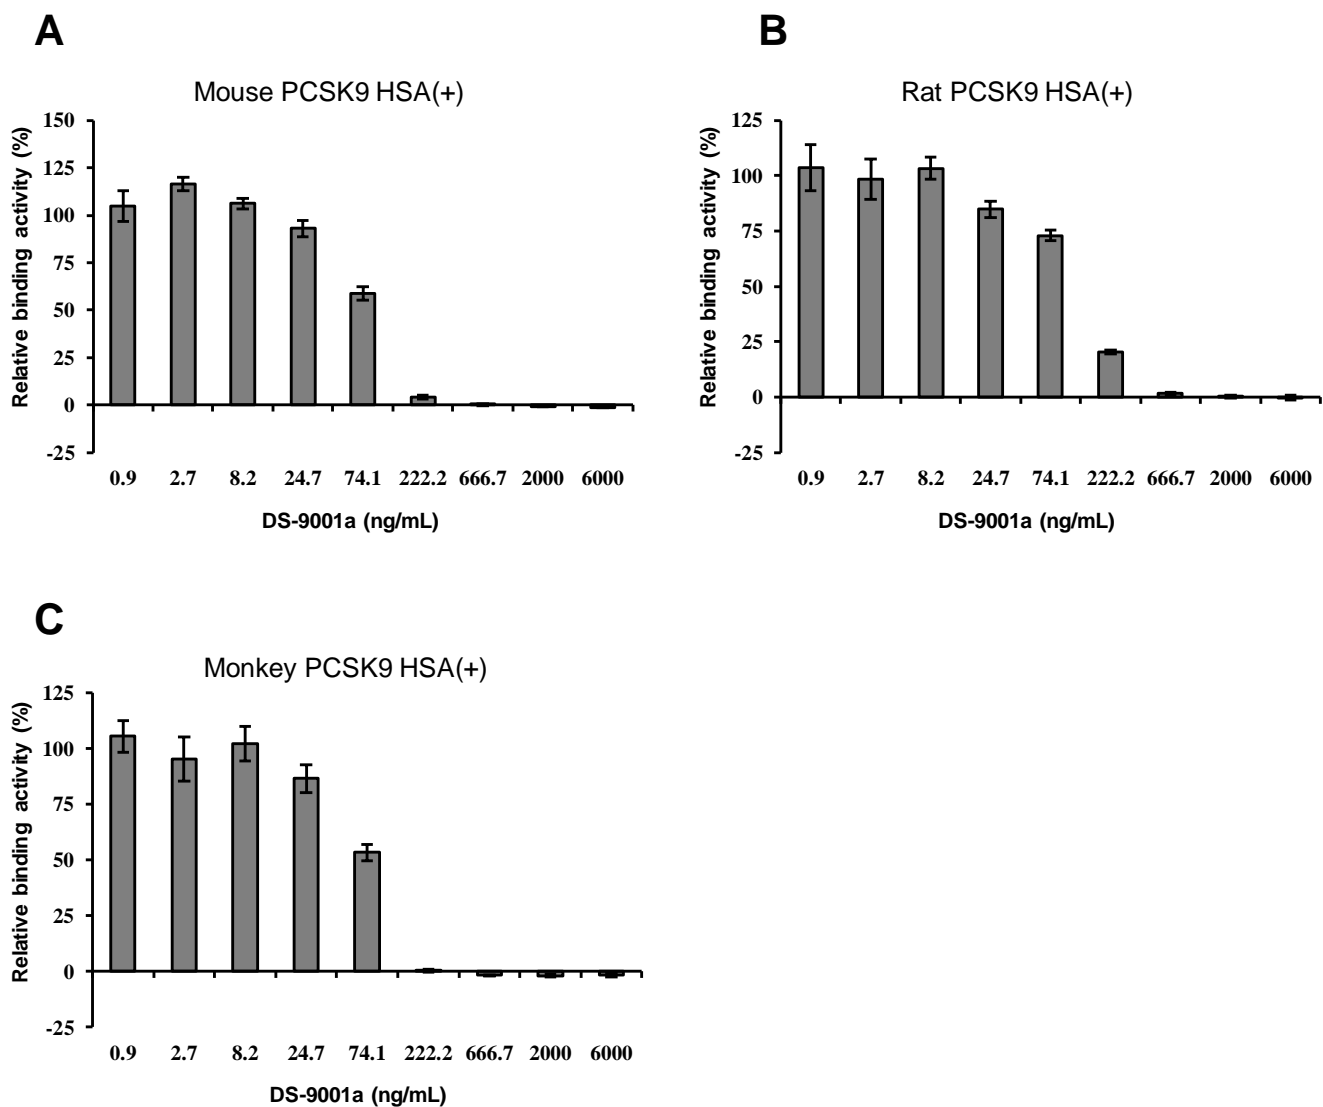 A
Mouse PCSK9 HSA(+)
Relative binding activity (%)
150
125
100
75
50
25
0
-25
0.9 2.7 8.2 24.7 74.1 222.2 666.7 2000 6000
DS-9001a (ng/mL)
B
Rat PCSK9 HSA(+)
Relative binding activity (%)
125
100
75
50
25
0
-25
0.9 2.7 8.2 24.7 74.1 222.2 666.7 2000 6000
DS-9001a (ng/mL)
C
Monkey PCSK9 HSA(+)
Relative binding activity (%)
125
100
75
50
25
0
-25
0.9 2.7 8.2 24.7 74.1 222.2 666.7 2000 6000
DS-9001a (ng/mL)